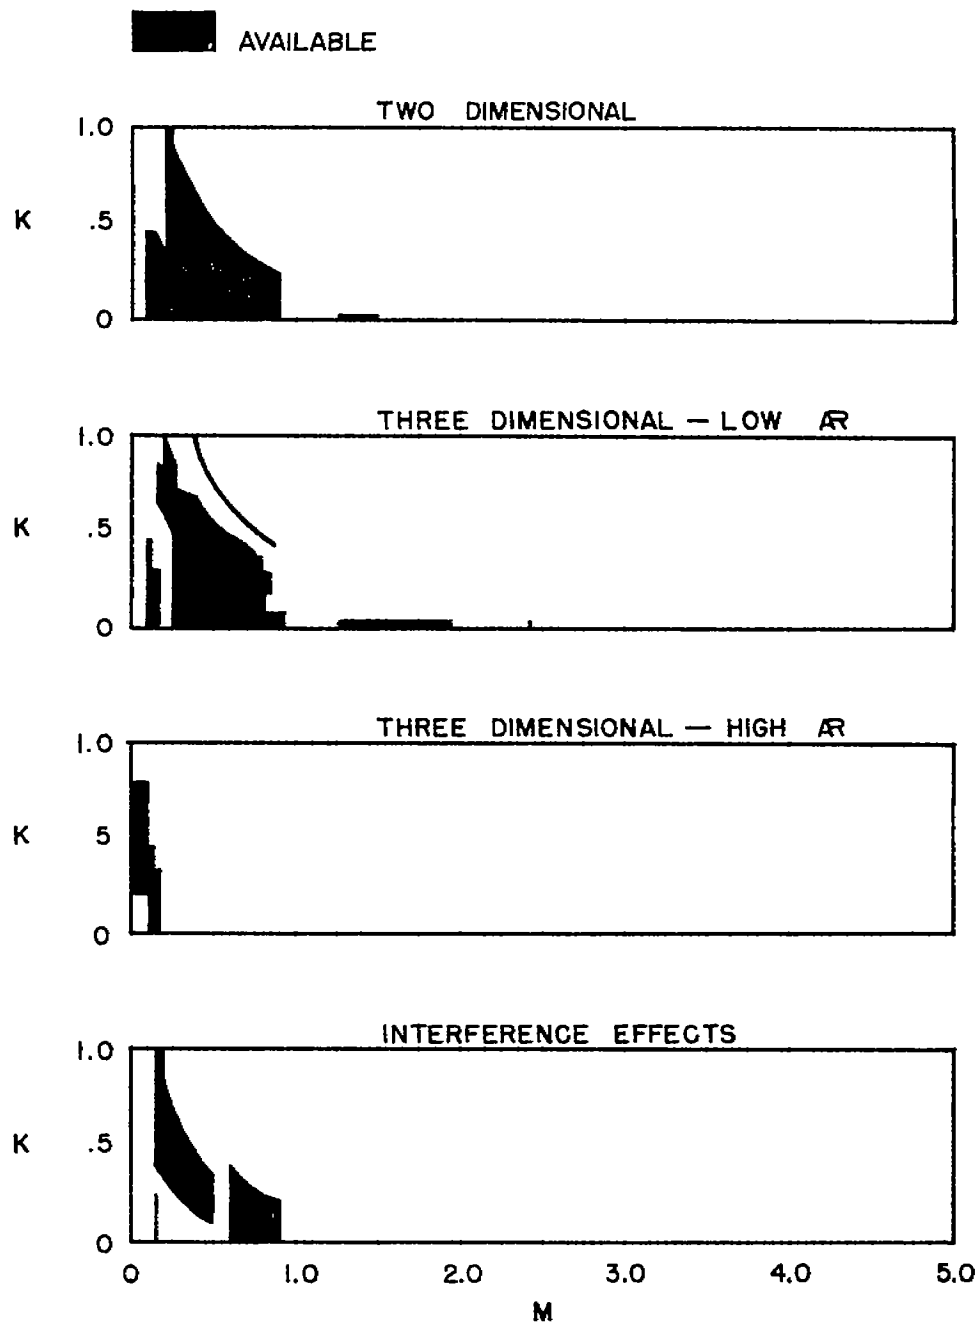 AVAILABLE
TWO DIMENSIONAL
1.0
K .5
0
THREE DIMENSIONAL — LOW AR
1.0
K .5
0
THREE DIMENSIONAL — HIGH AR
1.0
K 5
0
INTERFERENCE EFFECTS
1.0
K .5
0
0 1.0 2.0 3.0 4.0 5.0
M